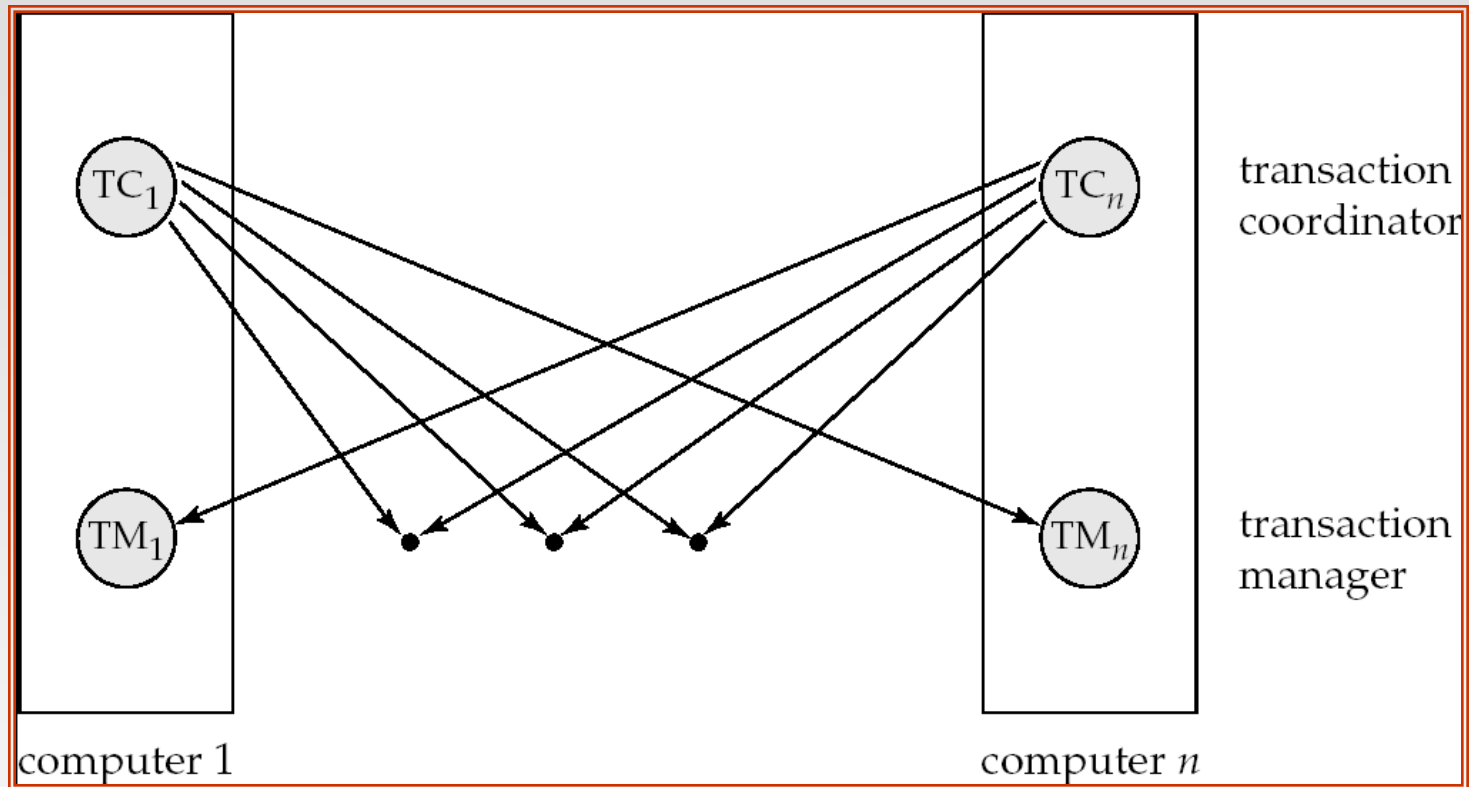 TC1
TCn
transaction
coordinator
TM1
TMn
transaction
manager
computer 1
computer n